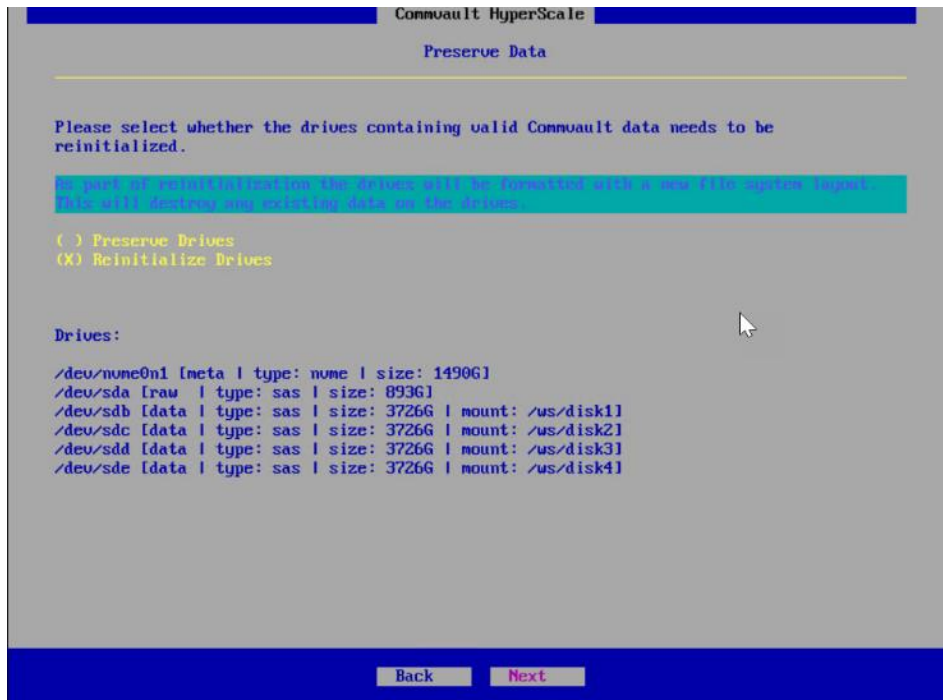 Commvault HyperScale
Preserve Data
Please select whether the drives containing valid Commvault data needs to be
reinitialized.
As part of reinitialization the drives will be formatted with a new file system layout.
This will destroy any existing data on the drives.
( ) Preserve Drives
(X) Reinitialize Drives
Drives:
/dev/nvme0n1 [meta | type: nvme | size: 1490G]
/dev/sda [raw  | type: sas | size: 893G]
/dev/sdb [data | type: sas | size: 3726G | mount: /ws/disk1]
/dev/sdc [data | type: sas | size: 3726G | mount: /ws/disk2]
/dev/sdd [data | type: sas | size: 3726G | mount: /ws/disk3]
/dev/sde [data | type: sas | size: 3726G | mount: /ws/disk4]
Back Next